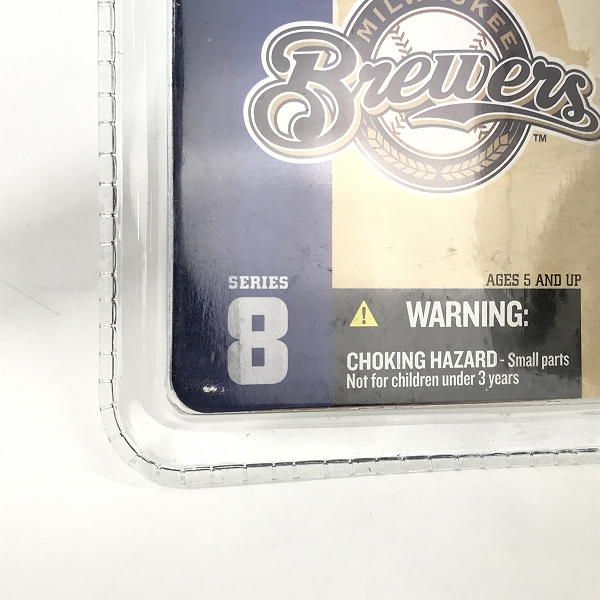 MILWAUKEE
Brewers
TM
SERIES
8
AGES 5 AND UP
WARNING:
CHOKING HAZARD - Small parts
Not for children under 3 years